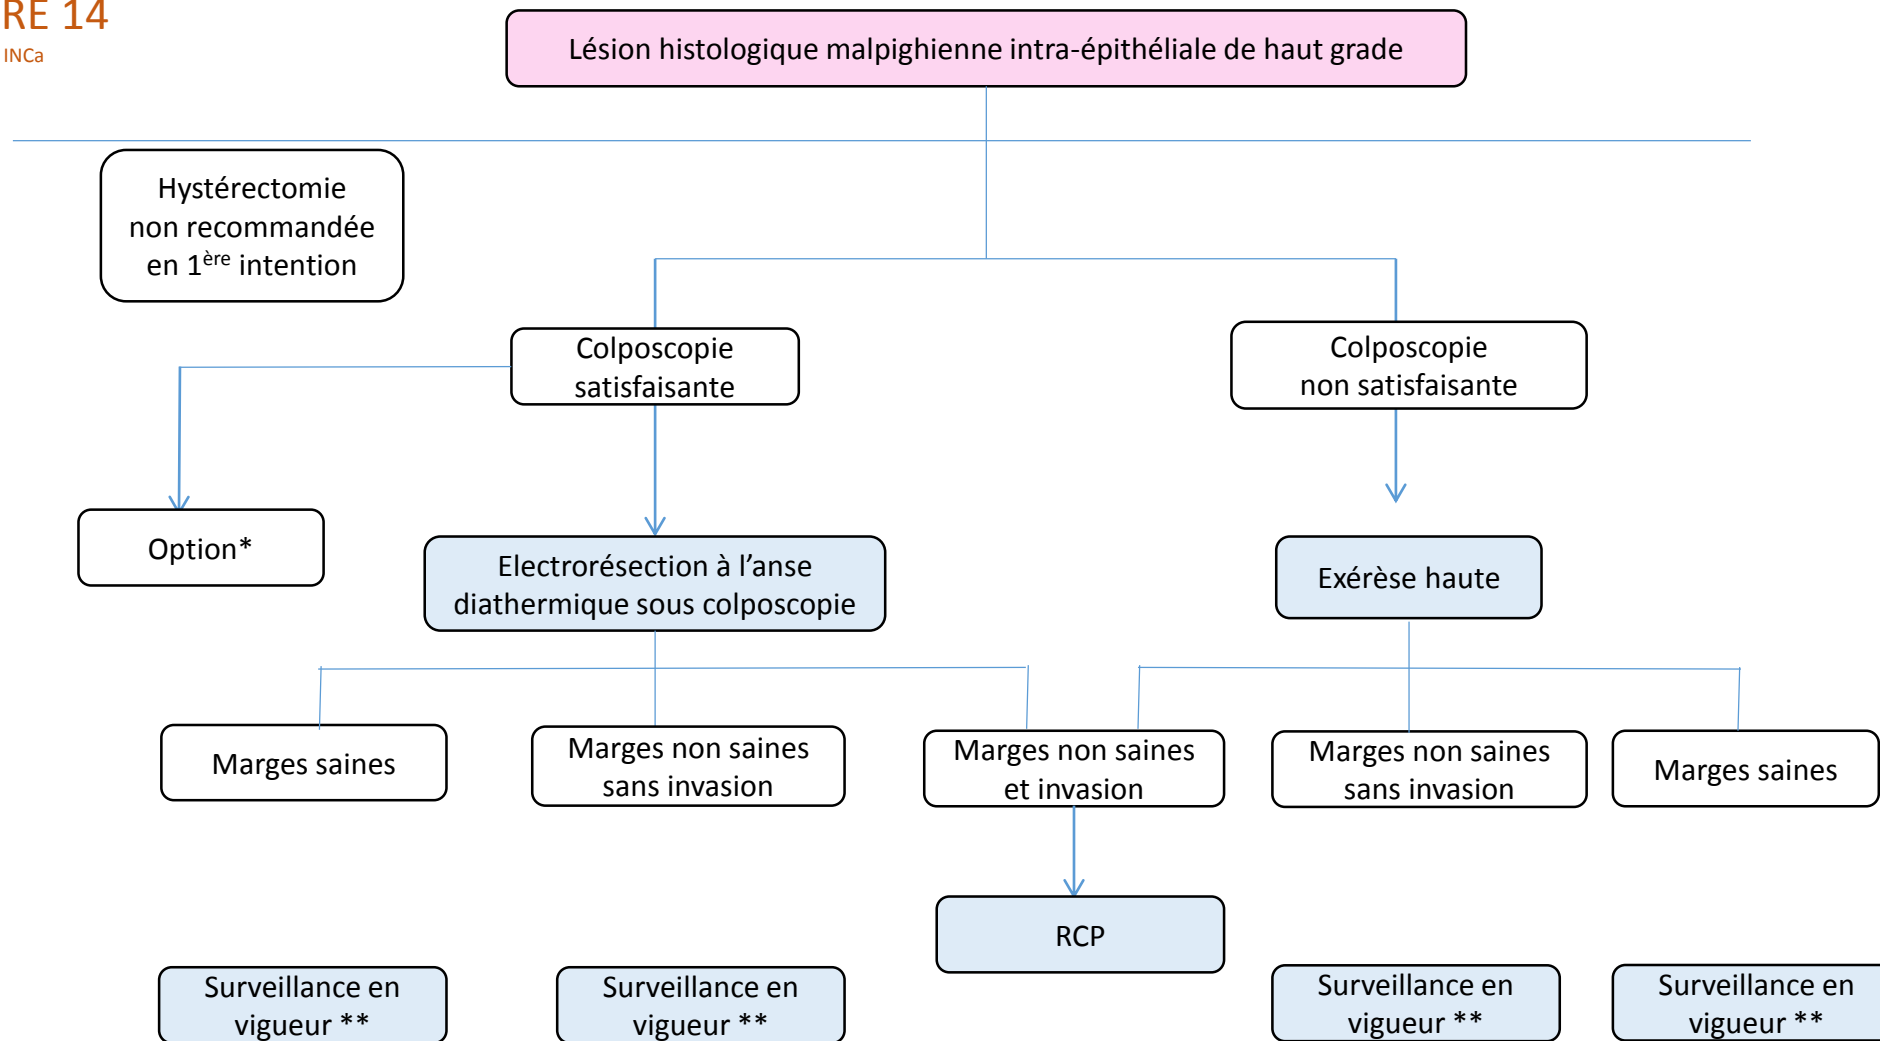 RE 14
INCa
Lésion histologique malpighienne intra-épithéliale de haut grade
Hystérectomie
non recommandée
en 1ère intention
Colposcopie
satisfaisante
Colposcopie
non satisfaisante
Option*
Electrorésection à l’anse
diathermique sous colposcopie
Exérèse haute
Marges saines
Marges non saines
sans invasion
Marges non saines
et invasion
Marges non saines
sans invasion
Marges saines
RCP
Surveillance en
vigueur **
Surveillance en
vigueur **
Surveillance en
vigueur **
Surveillance en
vigueur **